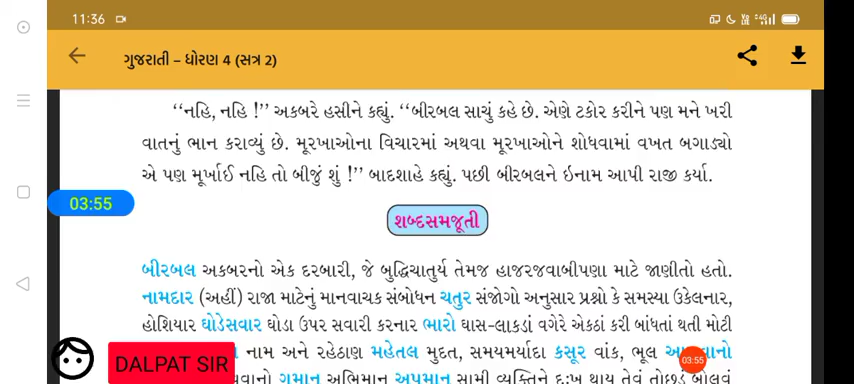 11:36
ગુજરાતી – ધોરણ 4 (સત્ર 2)
‘‘નહિ, નહિ !’’ અકબરે હસીને કહ્યું. ‘‘બીરબલ સાચું કહે છે. એણે ટકોર કરીને પણ મને ખરી
વાતનું ભાન કરાવ્યું છે. મૂરખાઓના વિચારમાં અથવા મૂરખાઓને શોધવામાં વખત બગાડ્યો
એ પણ મૂર્ખાઈ નહિ તો બીજું શું !’’ બાદશાહે કહ્યું. પછી બીરબલને ઇનામ આપી રાજી કર્યા.
03:55
શબ્દસમજૂતી
બીરબલ અકબરનો એક દરબારી, જે બુદ્ધિચાતુર્ય તેમજ હાજરજવાબીપણા માટે જાણીતો હતો.
નામદાર (અહીં) રાજા માટેનું માનવાચક સંબોધન ચતુર સંજોગો અનુસાર પ્રશ્નો કે સમસ્યા ઉકેલનાર,
હોશિયાર ઘોડેસવાર ઘોડા ઉપર સવારી કરનાર ભારો ઘાસ-લાકડાં વગેરે એકઠાં કરી બાંધતાં થતી મોટી
નામ અને રહેઠાણ મહેતલ મુદત, સમયમર્યાદા કસૂર વાંક, ભૂલ
03:55
DALPAT SIR
ગુમાન અભિમાન અપમાન સામી વ્યક્તિને દુઃખ થાય તેવું તોછડું બોલવું